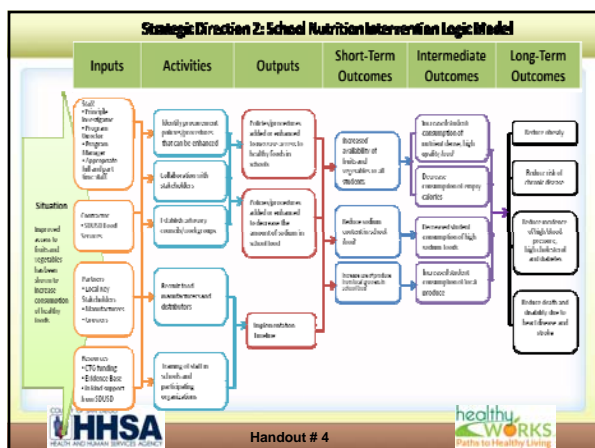 Strategic Direction 2: School Nutrition Intervention Logic Model
Inputs
Activities
Outputs
Short-Term
Outcomes
Intermediate
Outcomes
Long-Term
Outcomes
Situation
Improved
access to
fruits and
vegetables
has been
shown to
increase
consumption
of healthy
foods
Staff
• Principle
Investigator
• Program
Director
• Program
Manager
• Appropriate
full and part
time staff
Contractor
• SDUSD Food
Services
Partners
• Local key
Stakeholders
• Manufacturers
• Growers
Resources
• CTG funding
• Evidence Base
• In kind support
from SDUSD
Identify procurement
policies/procedures
that can be enhanced
Collaboration with
stakeholders
Establish advisory
councils/work groups
Recruit food
manufacturers and
distributors
Training of staff in
schools and
participating
organizations
Policies/procedures
added or enhanced
to increase access to
healthy foods in
schools
Policies/procedures
added or enhanced
to decrease the
amount of sodium in
school food
Implementation
timeline
Increased
availability of
fruits and
vegetables to all
students
Reduce sodium
content in school
food
Increase use of produce
from local growers in
school food
Increased student
consumption of
nutrient dense, high
quality food
Decrease
consumption of empty
calories
Decreased student
consumption of high
sodium foods
Increased student
consumption of local
produce
Reduce obesity
Reduce risk of
chronic disease
Reduce incidence
of high blood
pressure,
high cholesterol
and diabetes
Reduce death and
disability due to
heart disease and
stroke
HHSA
HEALTH AND HUMAN SERVICES AGENCY
Handout # 4
healthy
WORKS
Paths to Healthy Living